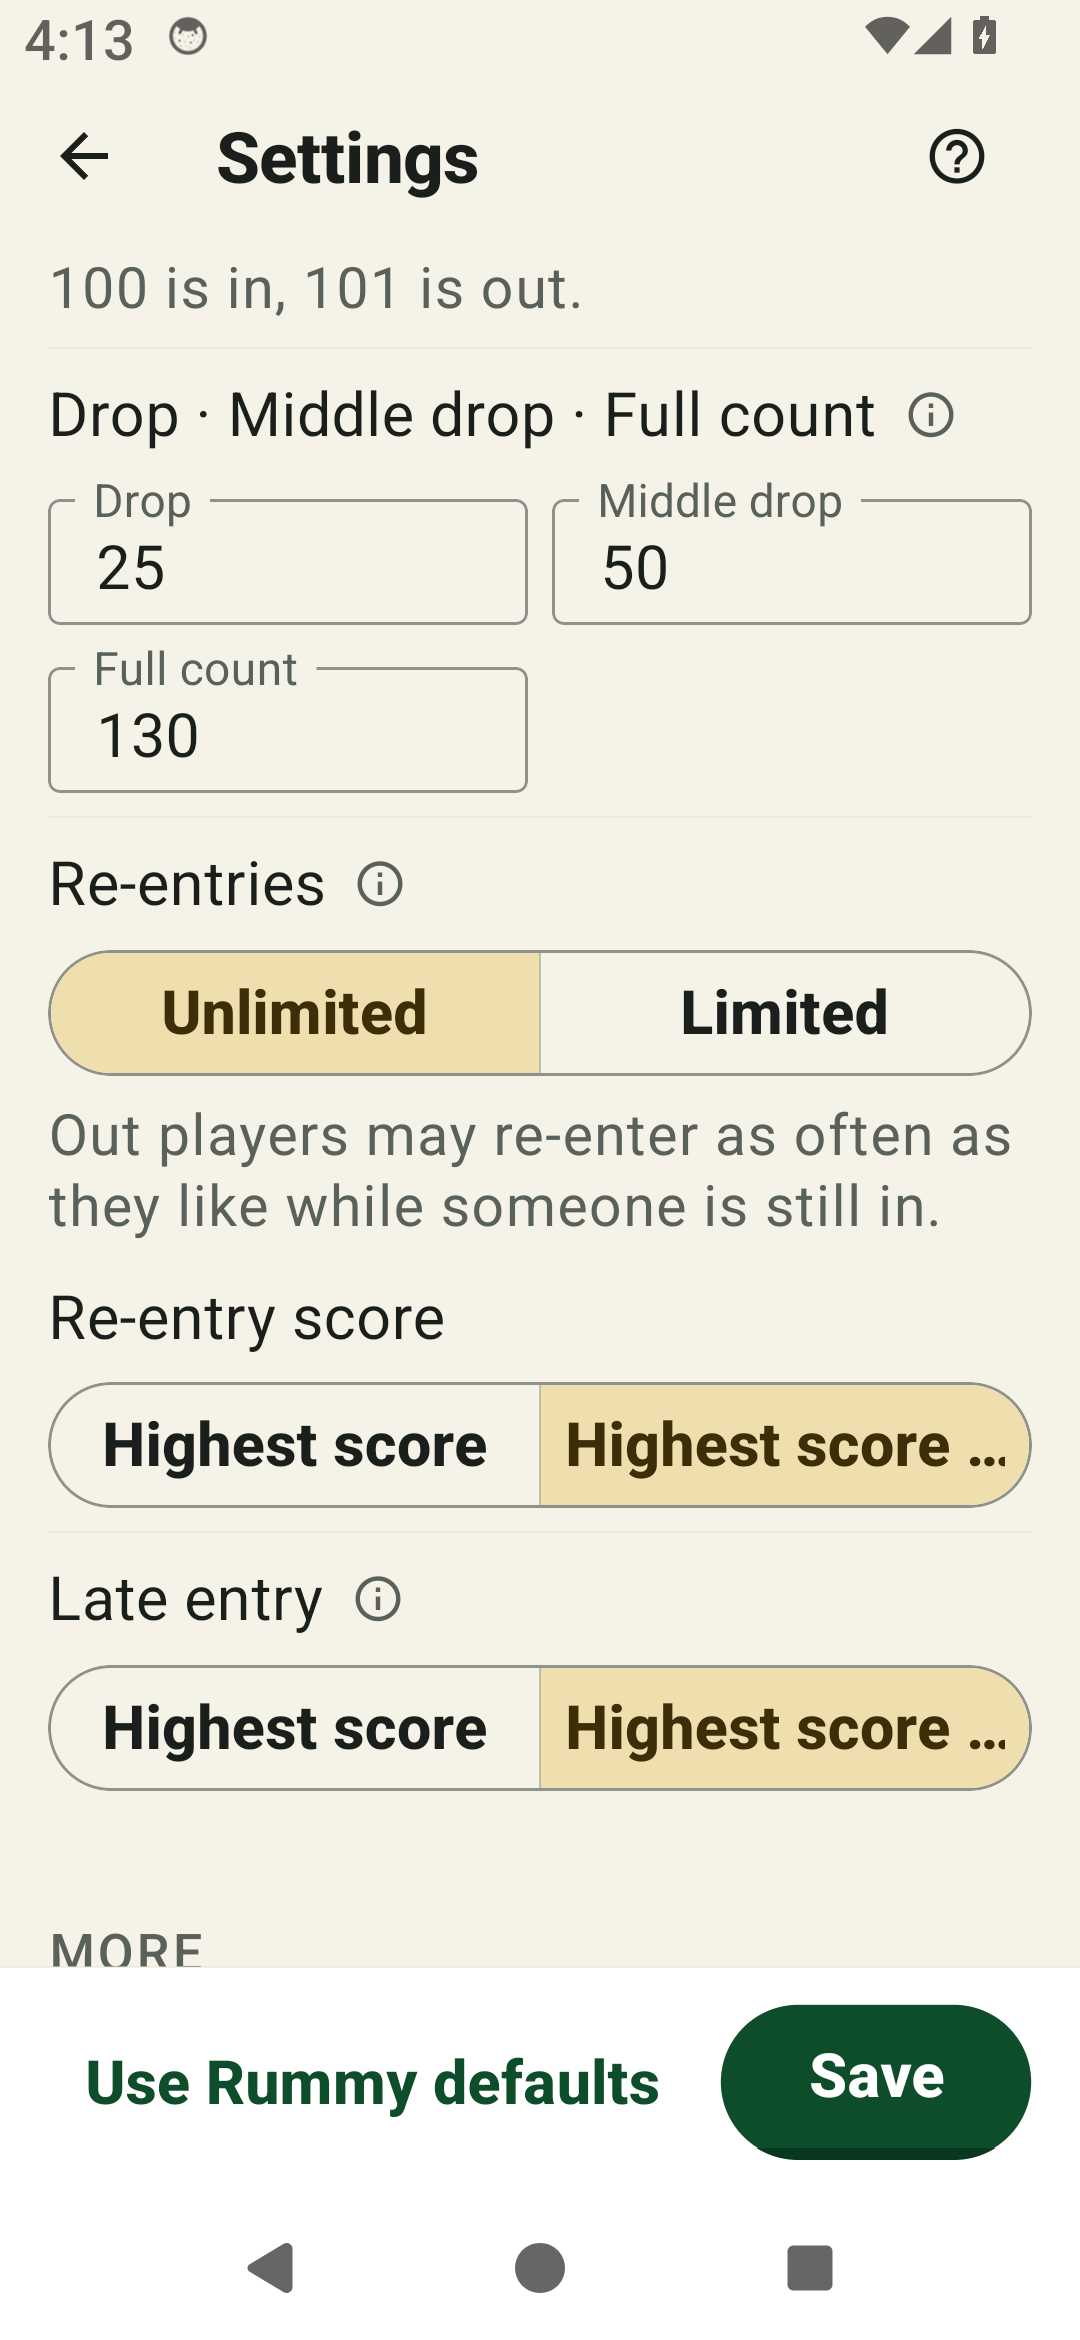 4:13
Settings
100 is in, 101 is out.
Drop · Middle drop · Full count
Drop
Middle drop
25
50
Full count
130
Re-entries
Unlimited
Limited
Out players may re-enter as often as
they like while someone is still in.
Re-entry score
Highest score
Highest score ...
Late entry
Highest score
Highest score ...
MORE
Use Rummy defaults
Save